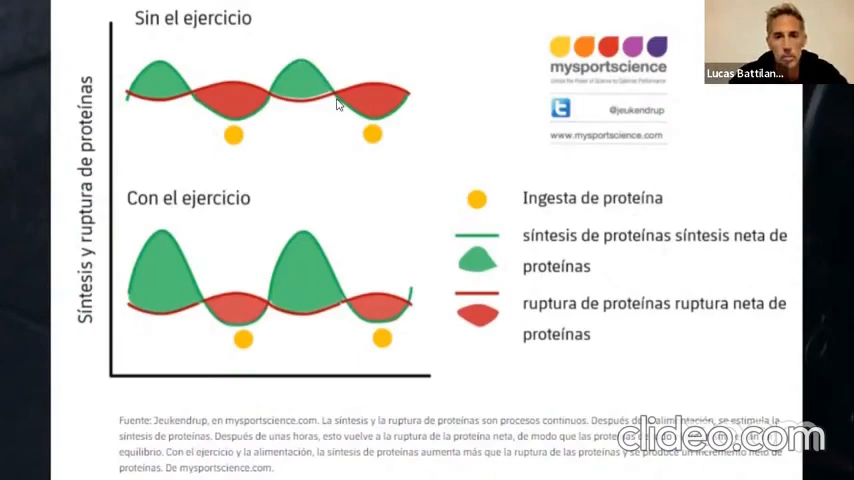 Sin el ejercicio
mysportscience
Lucas Battilan...
@jeukendrup
www.mysportscience.com
Síntesis y ruptura de proteínas
Con el ejercicio
Ingesta de proteína
síntesis de proteínas síntesis neta de
proteínas
ruptura de proteínas ruptura neta de
proteínas
Fuente: Jeukendrup, en mysportscience.com. La síntesis y la ruptura de proteínas son procesos continuos. Después de la alimentación, se estimula la
síntesis de proteínas. Después de unas horas, esto vuelve a la ruptura de la proteína neta, de modo que las
equilibrio. Con el ejercicio y la alimentación, la síntesis de proteínas aumenta más que la ruptura de las proteínas y se produce un incremento neto de
proteínas. De mysportscience.com.
clideo.com